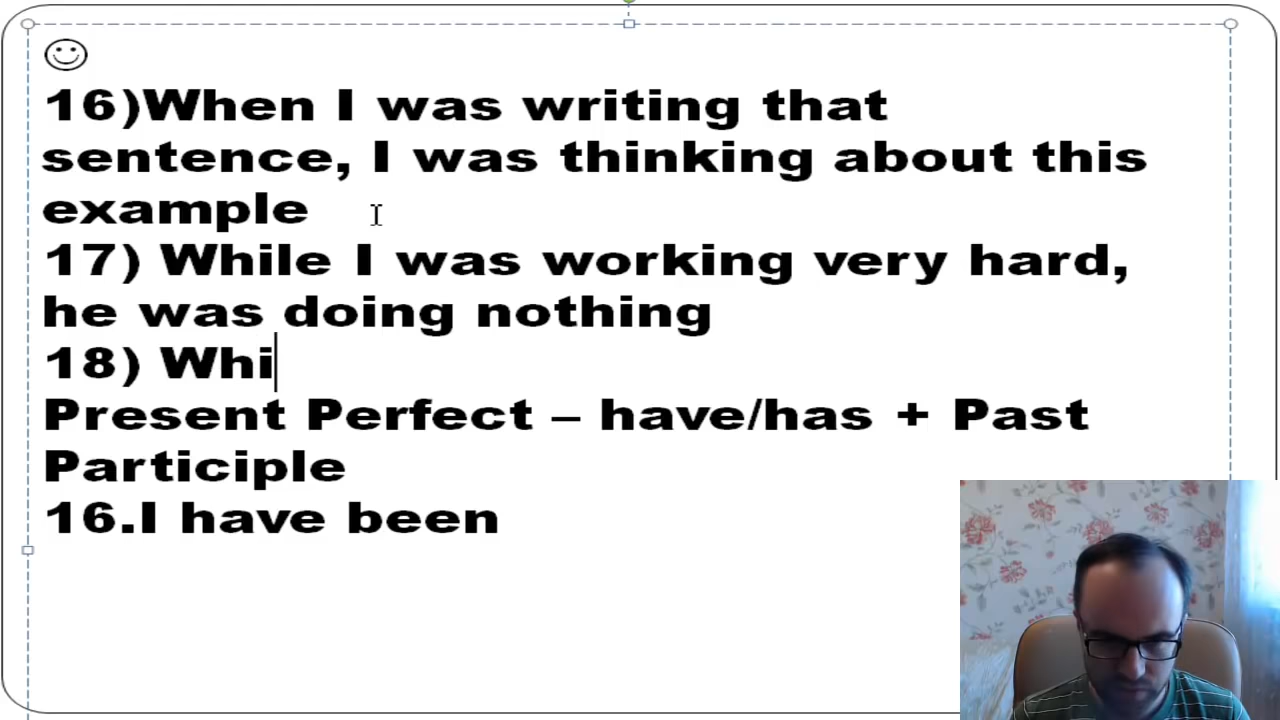 16)When I was writing that
sentence, I was thinking about this
example
17) While I was working very hard,
he was doing nothing
18) Whi
Present Perfect – have/has + Past
Participle
16.I have been